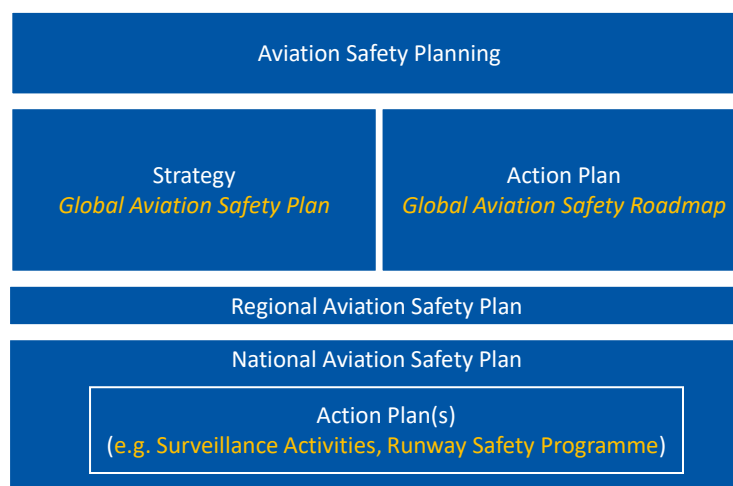 Aviation Safety Planning
Strategy
Global Aviation Safety Plan
Action Plan
Global Aviation Safety Roadmap
Regional Aviation Safety Plan
National Aviation Safety Plan
Action Plan(s)
(e.g. Surveillance Activities, Runway Safety Programme)